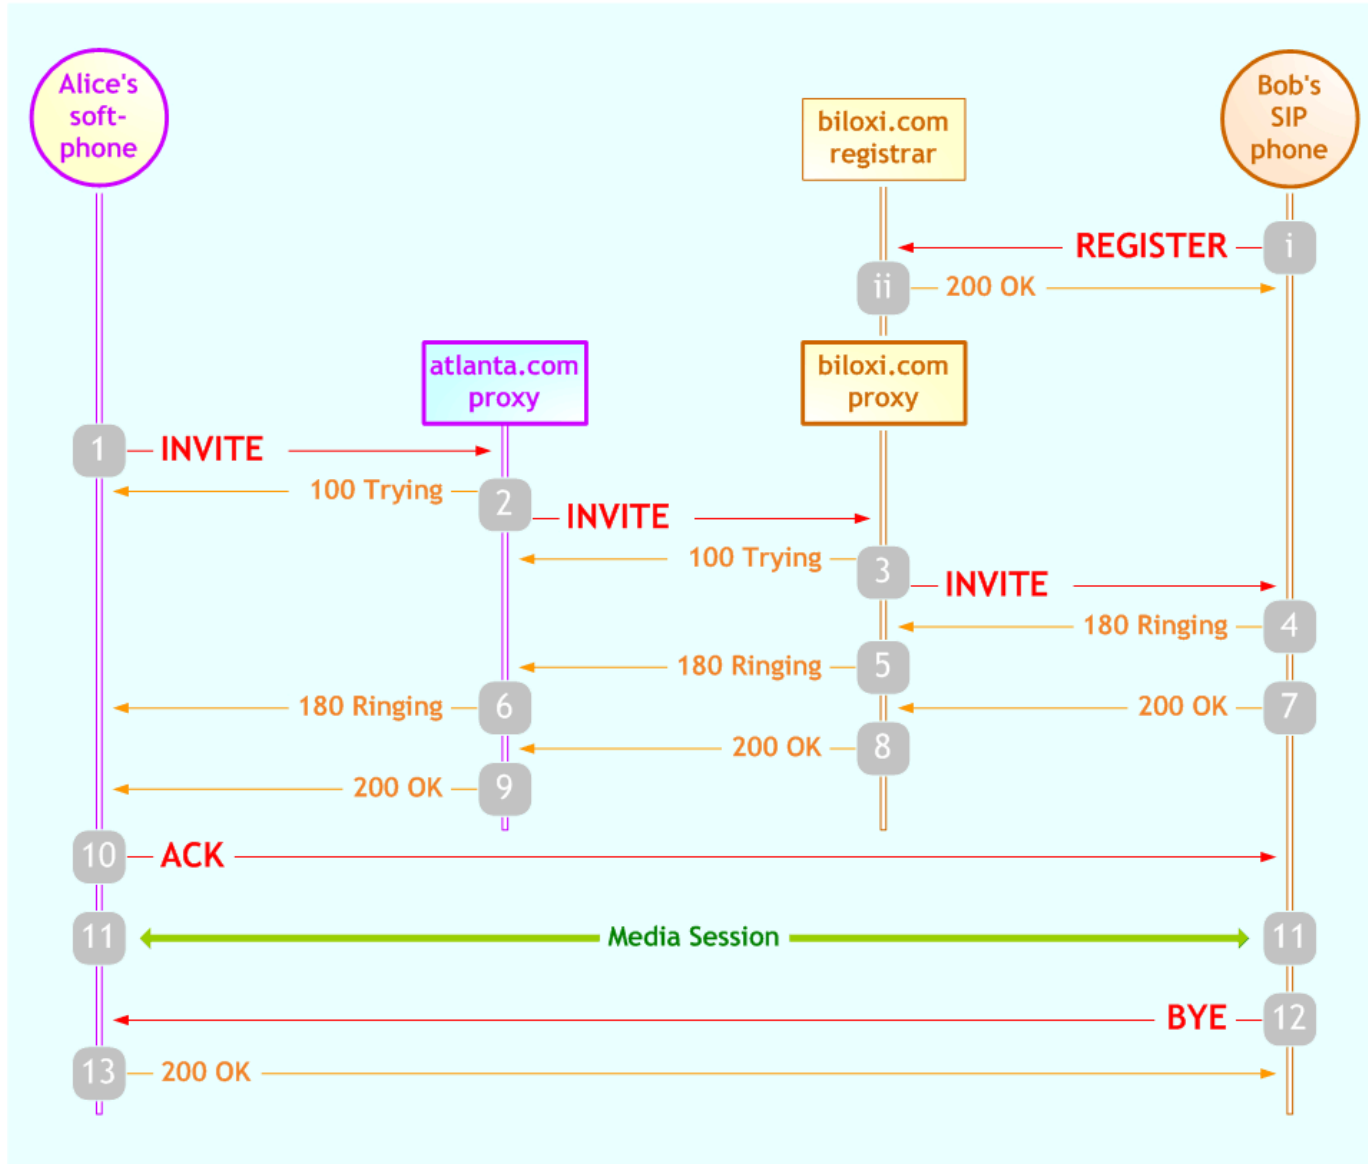 Alice's
soft-
phone
biloxi.com
registrar
Bob's
SIP
phone
REGISTER
i
ii
200 OK
atlanta.com
proxy
biloxi.com
proxy
1
INVITE
100 Trying
2
INVITE
100 Trying
3
INVITE
180 Ringing
4
180 Ringing
5
180 Ringing
6
200 OK
7
200 OK
8
200 OK
9
10
ACK
11
Media Session
11
BYE
12
13
200 OK